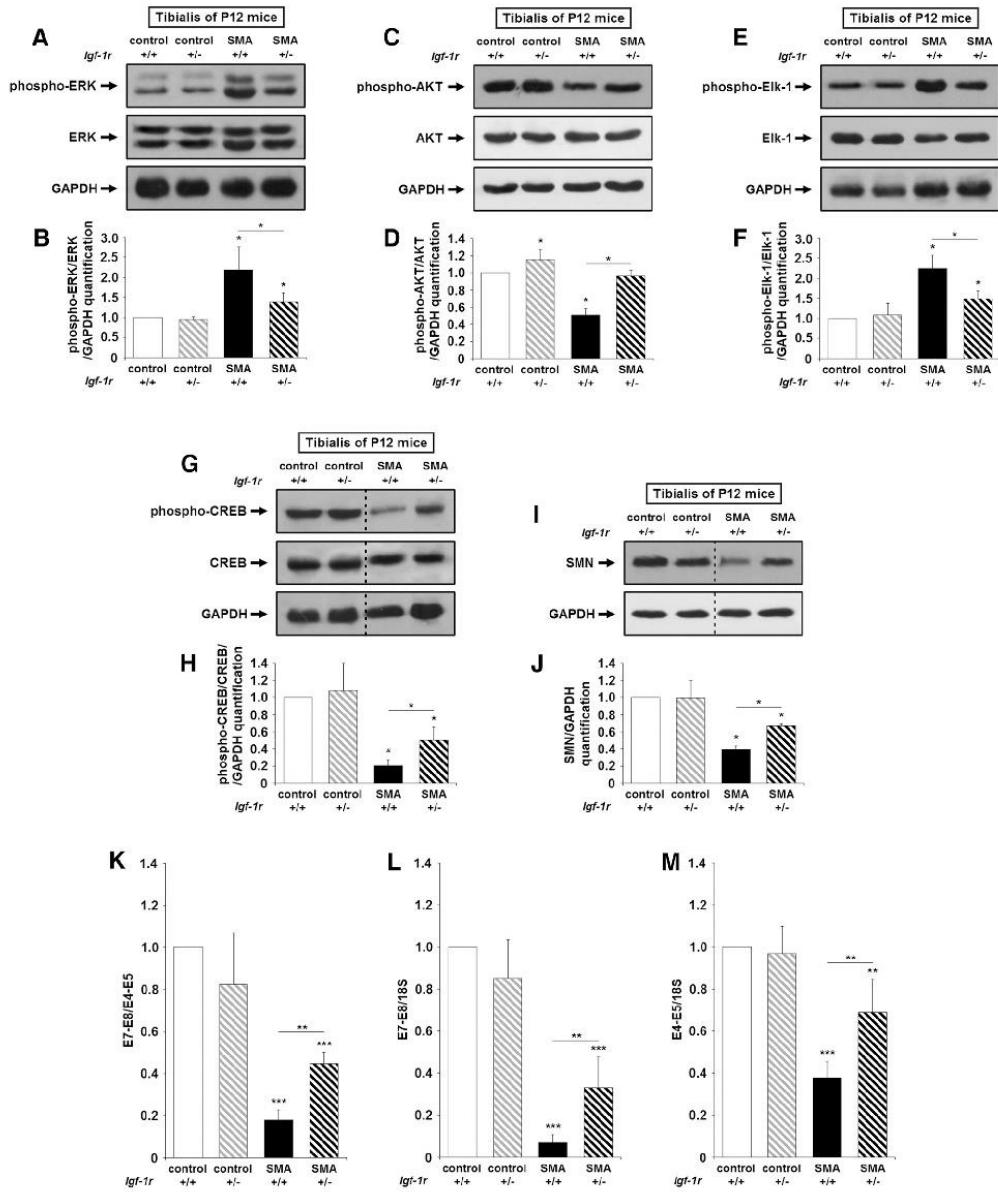 Tibialis of P12 mice
A
control control SMA SMA
Igf-1r +/+ +/- +/+ +/-
phospho-ERK
ERK
GAPDH
B
phospho-ERK/ERK
/GAPDH quantification
3.0
2.5
2.0
1.5
1.0
0.5
0
* * *
control control SMA SMA
Igf-1r +/+ +/- +/+ +/-
Tibialis of P12 mice
C
control control SMA SMA
Igf-1r +/+ +/- +/+ +/-
phospho-AKT
AKT
GAPDH
D
phospho-AKT/AKT
/GAPDH quantification
1.4
1.2
1.0
0.8
0.6
0.4
0.2
0
* * *
control control SMA SMA
Igf-1r +/+ +/- +/+ +/-
Tibialis of P12 mice
E
control control SMA SMA
Igf-1r +/+ +/- +/+ +/-
phospho-Elk-1
Elk-1
GAPDH
F
phospho-Elk-1/Elk-1
/GAPDH quantification
3.0
2.5
2.0
1.5
1.0
0.5
0
* * *
control control SMA SMA
Igf-1r +/+ +/- +/+ +/-
Tibialis of P12 mice
G
control control SMA SMA
Igf-1r +/+ +/- +/+ +/-
phospho-CREB
CREB
GAPDH
H
phospho-CREB/CREB/
/GAPDH quantification
1.4
1.2
1.0
0.8
0.6
0.4
0.2
0
* * *
control control SMA SMA
Igf-1r +/+ +/- +/+ +/-
Tibialis of P12 mice
I
control control SMA SMA
Igf-1r +/+ +/- +/+ +/-
SMN
GAPDH
J
SMN/GAPDH
quantification
1.4
1.2
1.0
0.8
0.6
0.4
0.2
0
* * *
control control SMA SMA
Igf-1r +/+ +/- +/+ +/-
K
E7-E8/E4-E5
1.4
1.2
1.0
0.8
0.6
0.4
0.2
0
**
***
***
control control SMA SMA
Igf-1r +/+ +/- +/+ +/-
L
E7-E8/18S
1.4
1.2
1.0
0.8
0.6
0.4
0.2
0
**
***
***
control control SMA SMA
Igf-1r +/+ +/- +/+ +/-
M
E4-E5/18S
1.4
1.2
1.0
0.8
0.6
0.4
0.2
0
**
**
***
control control SMA SMA
Igf-1r +/+ +/- +/+ +/-